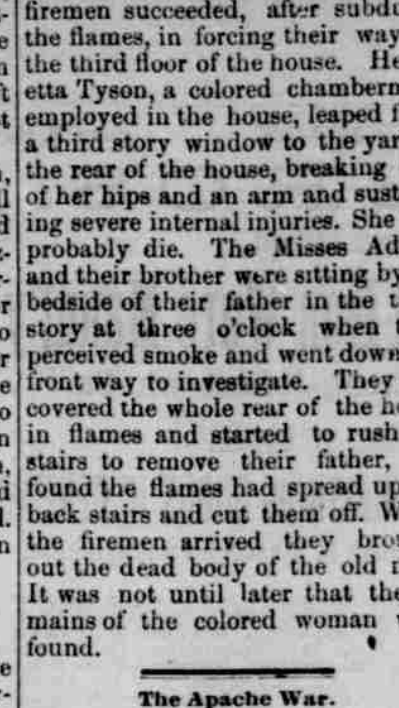 firemen succeeded, after subdu
the flames, in forcing their way
the third floor of the house. He
etta Tyson, a colored chamberm
employed in the house, leaped f
a third story window to the yar
the rear of the house, breaking
of her hips and an arm and sust
ing severe internal injuries. She
probably die. The Misses Ad
and their brother were sitting by
bedside of their father in the t
story at three o'clock when t
perceived smoke and went down
front way to investigate. They
covered the whole rear of the ho
in flames and started to rush
stairs to remove their father,
found the flames had spread up
back stairs and cut them off. W
the firemen arrived they brou
out the dead body of the old m
It was not until later that the
mains of the colored woman w
found.
The Apache War.